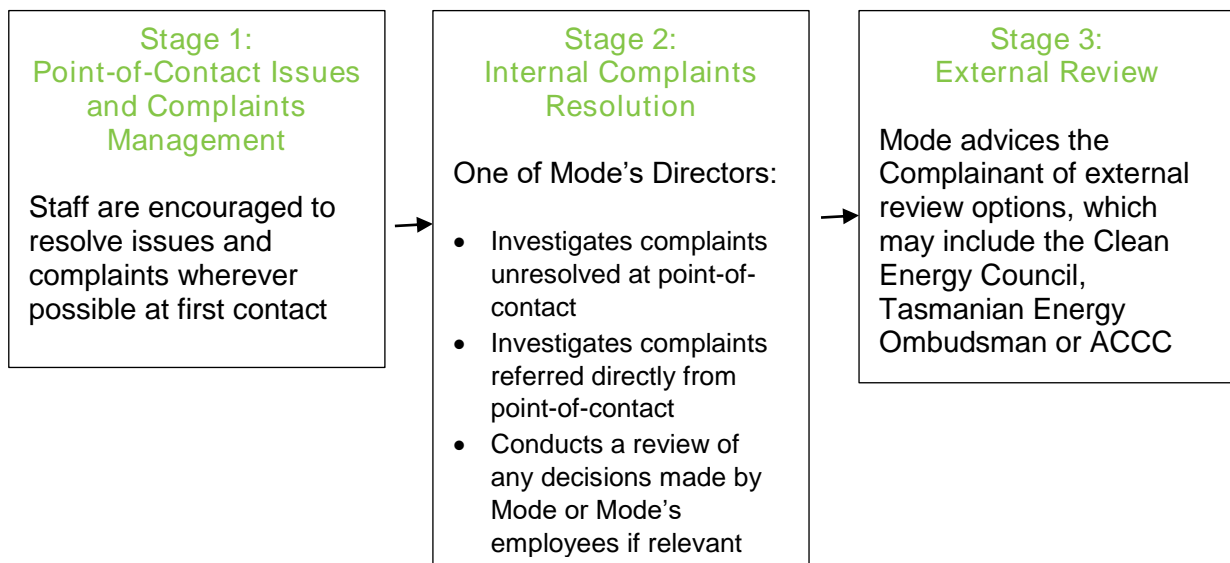 Stage 1:
Point-of-Contact Issues
and Complaints
Management
Staff are encouraged to
resolve issues and
complaints wherever
possible at first contact
Stage 2:
Internal Complaints
Resolution
One of Mode's Directors:
• Investigates complaints
unresolved at point-of-
contact
• Investigates complaints
referred directly from
point-of-contact
• Conducts a review of
any decisions made by
Mode or Mode's
employees if relevant
Stage 3:
External Review
Mode advices the
Complainant of external
review options, which
may include the Clean
Energy Council,
Tasmanian Energy
Ombudsman or ACCC